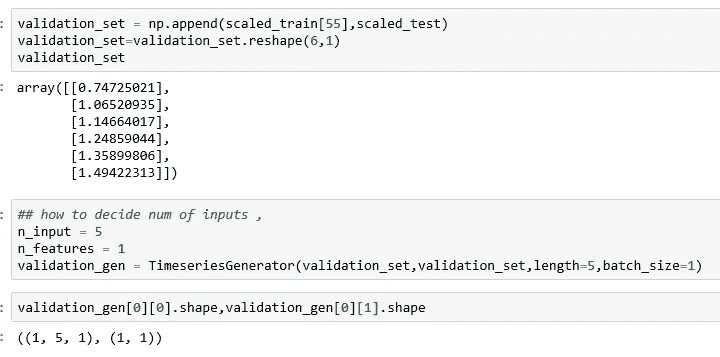 validation_set = np.append(scaled_train[55],scaled_test)
validation_set=validation_set.reshape(6,1)
validation_set
array([[0.74725021],
[1.06520935],
[1.14664017],
[1.24859044],
[1.35899806],
[1.49422313]])
## how to decide num of inputs ,
n_input = 5
n_features = 1
validation_gen = TimeseriesGenerator(validation_set,validation_set,length=5,batch_size=1)
validation_gen[0][0].shape,validation_gen[0][1].shape
((1, 5, 1), (1, 1))